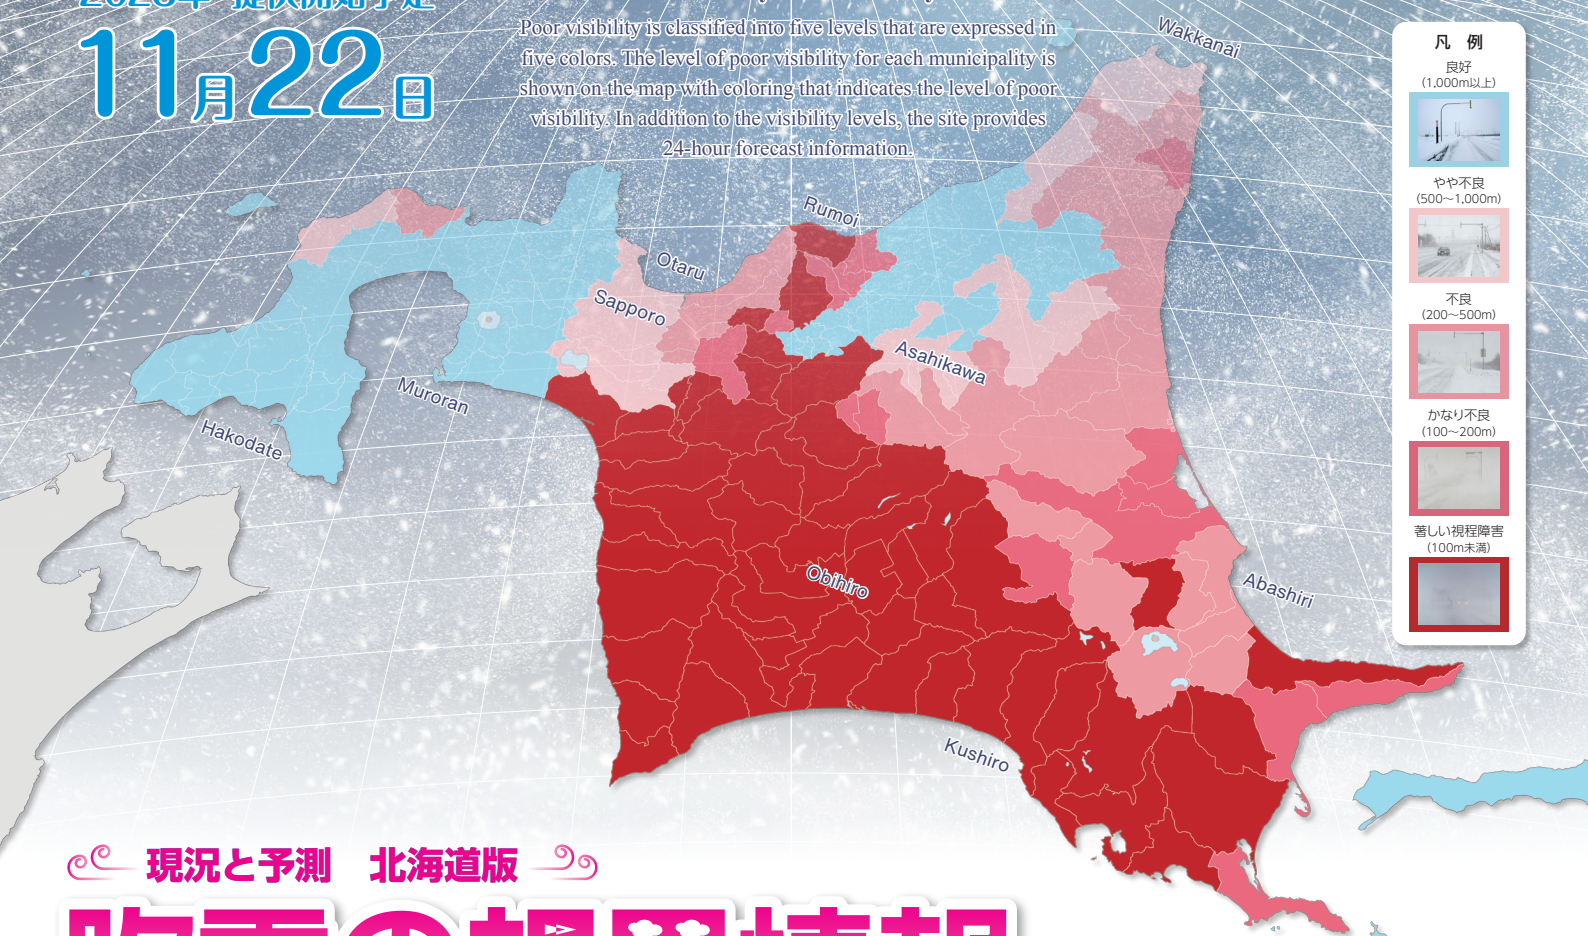 11月22日
Poor visibility is classified into five levels that are expressed in
five colors. The level of poor visibility for each municipality is
shown on the map with coloring that indicates the level of poor
visibility. In addition to the visibility levels, the site provides
24-hour forecast information.
Wakkanai
Rumoi
Otaru
Sapporo
Asahikawa
Muroran
Hakodate
Obihiro
Abashiri
Kushiro
凡 例
良好
(1,000m以上)
やや不良
(500～1,000m)
不良
(200～500m)
かなり不良
(100～200m)
著しい視程障害
(100m未満)
現況と予測 北海道版